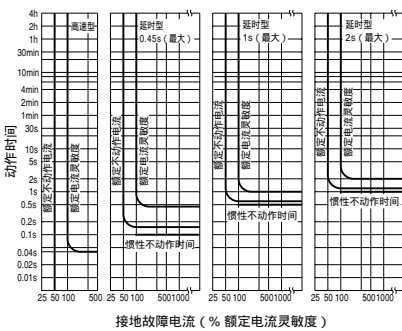 高速型
延时型
0.45s（最大）
延时型
1s（最大）
延时型
2s（最大）
动作时间
4h
2h
1h
30min
10min
4min
2min
1min
30s
10s
5s
2s
1s
0.5s
0.2s
0.1s
0.04s
0.02s
0.01s
额定不动作电流
额定电流灵敏度
额定不动作电流
额定电流灵敏度
额定不动作电流
额定电流灵敏度
额定不动作电流
额定电流灵敏度
惯性不动作时间
惯性不动作时间
惯性不动作时间
25 50 100 500
25 50 100 5001000
25 50 100 5001000
25 50 100 5001000
接地故障电流（% 额定电流灵敏度）